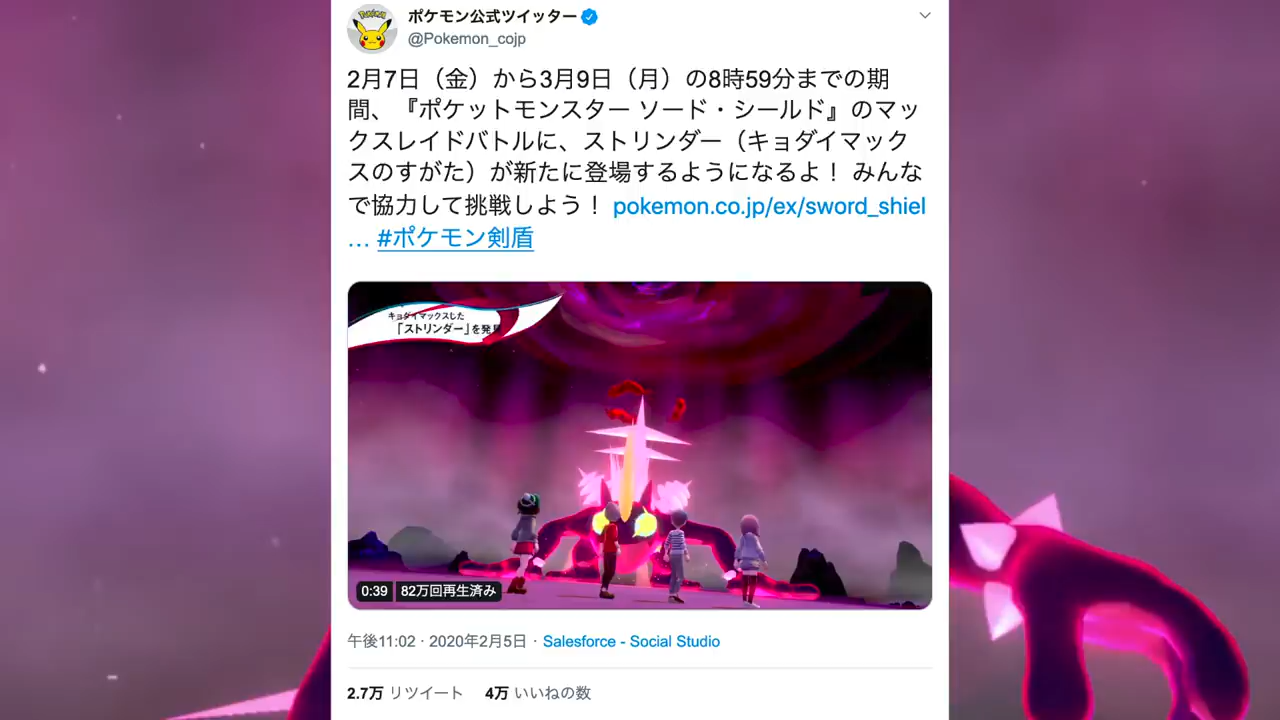 ポケモン公式ツイッター
@Pokemon_cojp
2月7日（金）から3月9日（月）の8時59分までの期
間、『ポケットモンスター ソード・シールド』のマッ
クスレイドバトルに、ストリンダー（キョダイマック
スのすがた）が新たに登場するようになるよ！ みんな
で協力して挑戦しよう！ pokemon.co.jp/ex/sword_shiel
… #ポケモン剣盾
キョダイマックスした
「ストリンダー」を発見
0:39 82万回再生済み
午後11:02 · 2020年2月5日 · Salesforce - Social Studio
2.7万 リツイート 4万 いいねの数